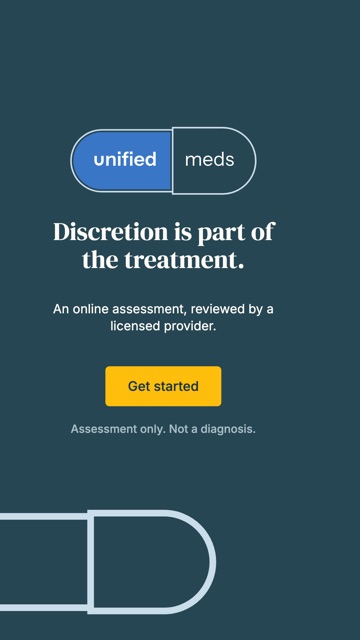 unified meds
Discretion is part of
the treatment.
An online assessment, reviewed by a
licensed provider.
Get started
Assessment only. Not a diagnosis.